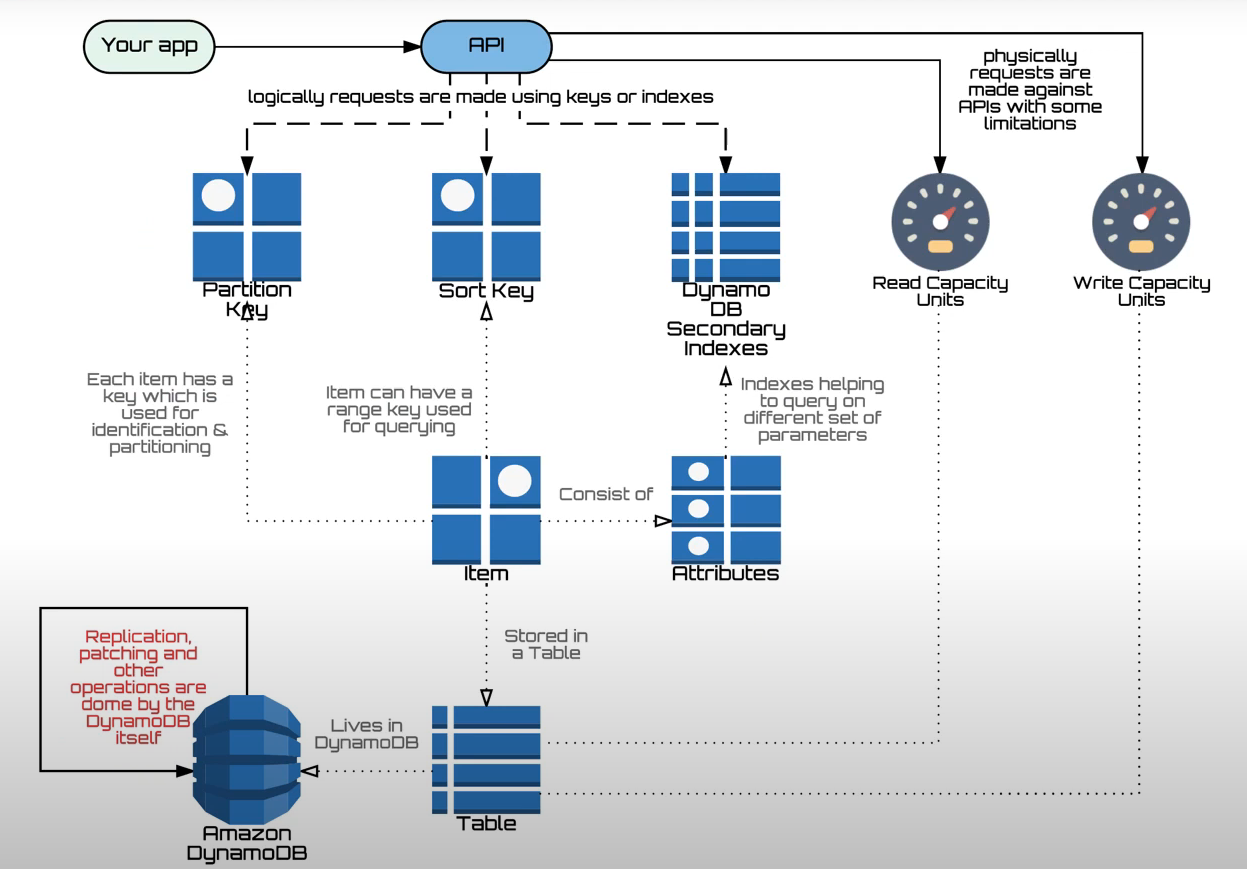 Your app
API
logically requests are made using keys or indexes
physically
requests are
made against
APIs with some
limitations
Partition
Key
Sort Key
Dynamo
DB
Secondary
Indexes
Read Capacity
Units
Write Capacity
Units
Each item has a
key which is
used for
identification &
partitioning
Item can have a
range key used
for querying
Indexes helping
to query on
different set of
parameters
Consist of
Item
Attributes
Stored in
a Table
Replication,
patching and
other
operations are
dome by the
DynamoDB
itself
Lives in
DynamoDB
Table
Amazon
DynamoDB